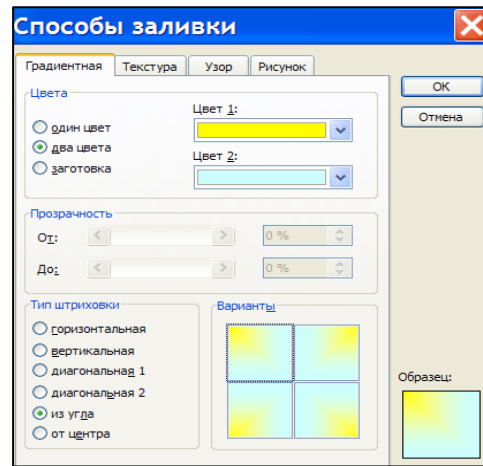 Способы заливки
Градиентная Текстура Узор Рисунок
ОК
Отмена
Цвета
один цвет
два цвета
заготовка
Цвет 1:
Цвет 2:
Прозрачность
От: 0 %
До: 0 %
Тип штриховки
горизонтальная
вертикальная
диагональная 1
диагональная 2
из угла
от центра
Варианты
Образец: